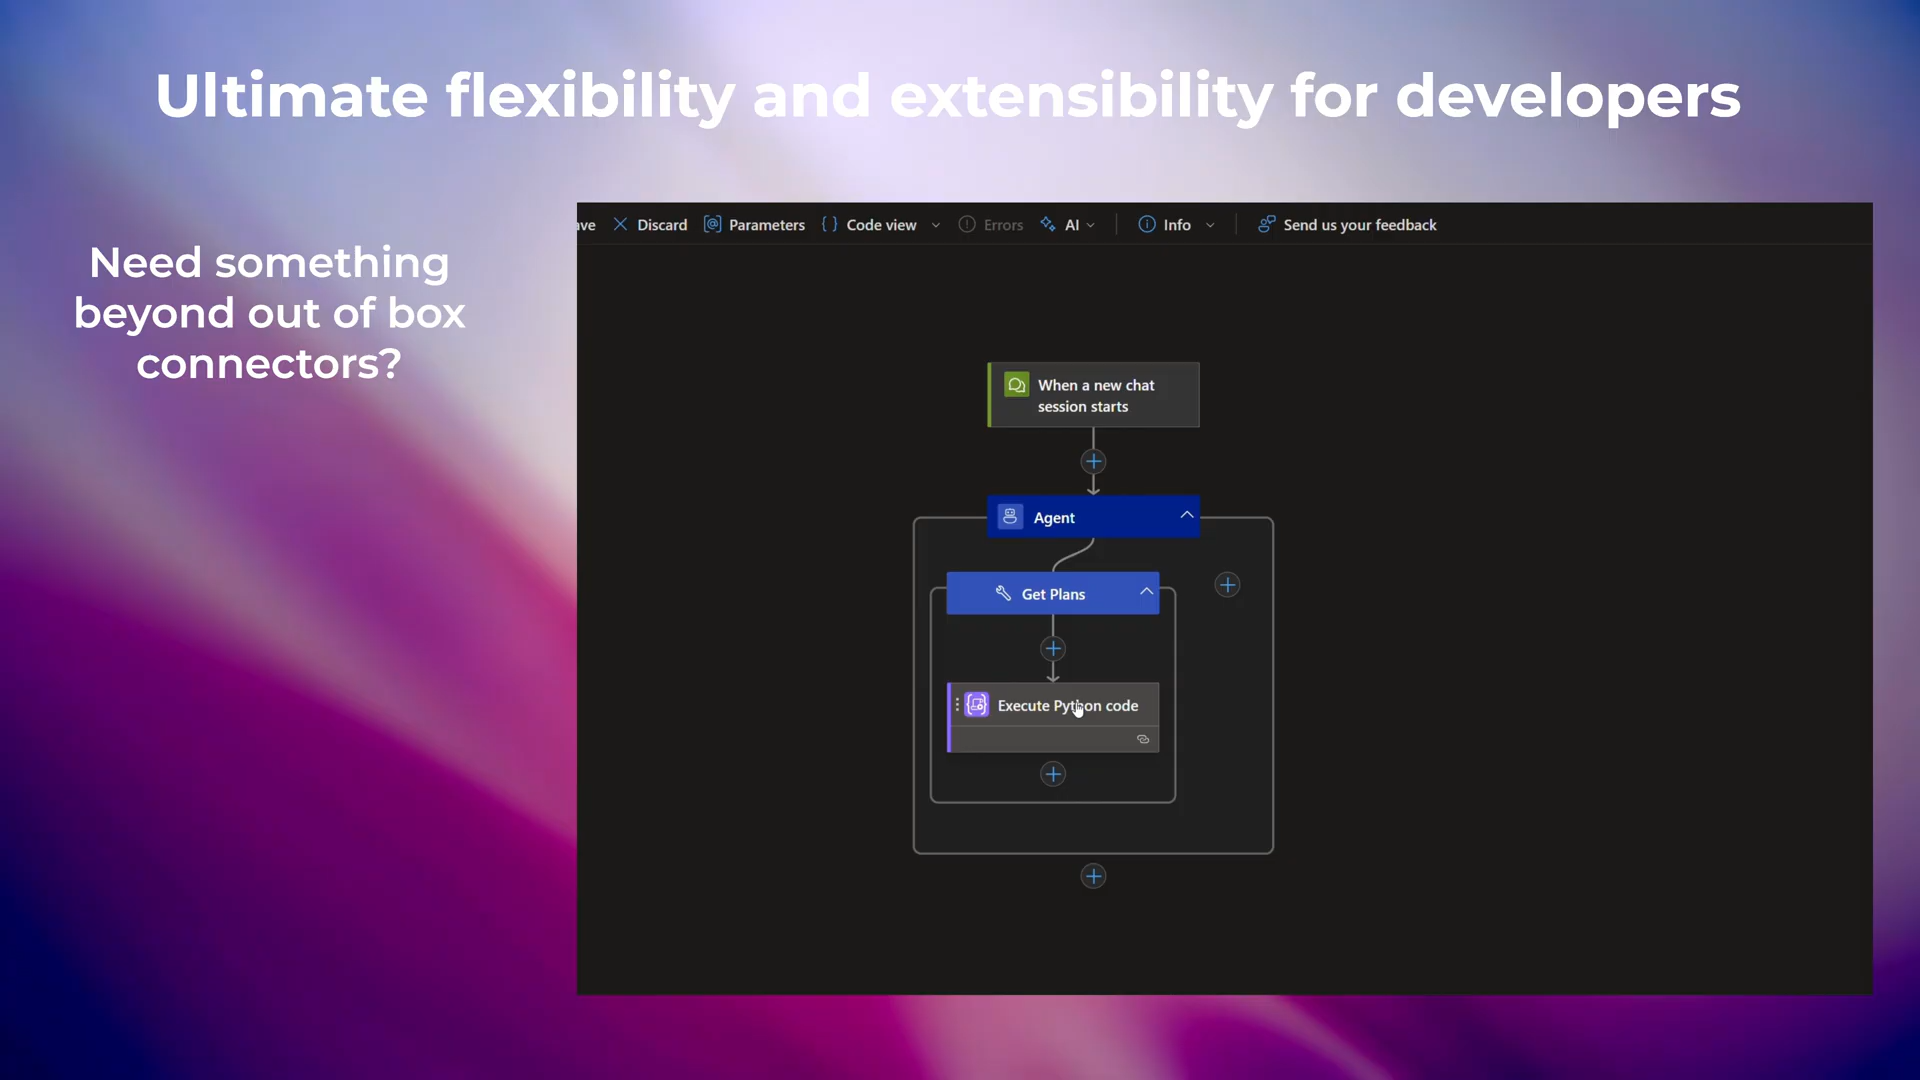 Ultimate flexibility and extensibility for developers
Need something
beyond out of box
connectors?
ve Discard Parameters Code view Errors AI Info Send us your feedback
When a new chat
session starts
Agent
Get Plans
Execute Python code